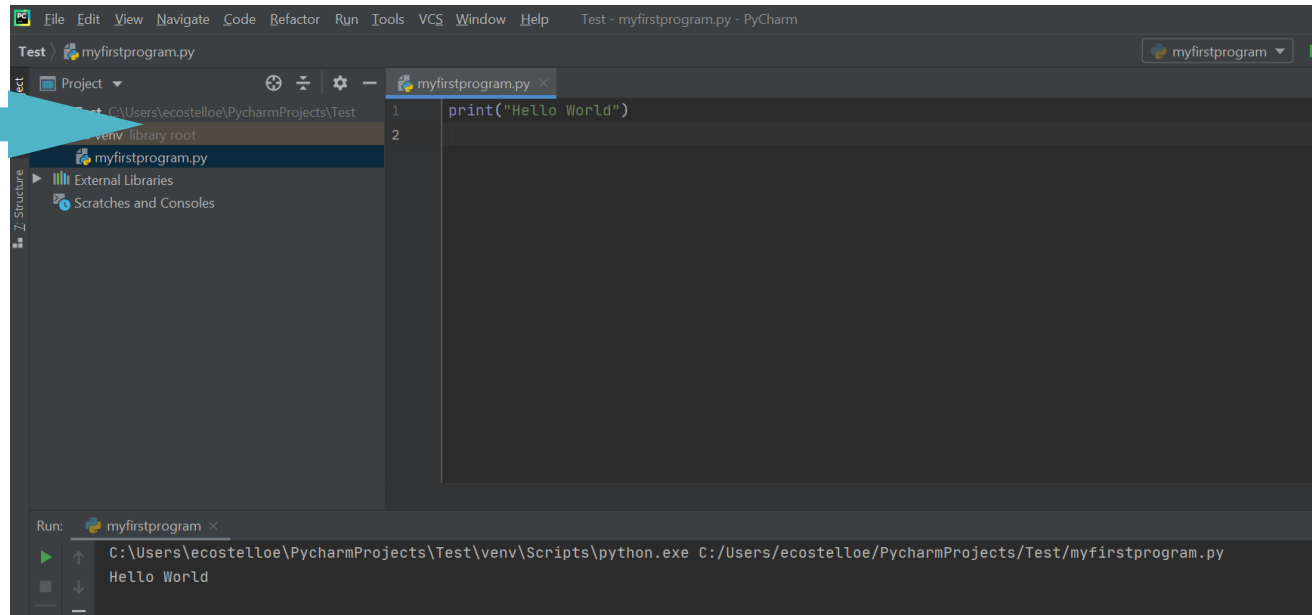 PC File Edit View Navigate Code Refactor Run Tools VCS Window Help Test - myfirstprogram.py - PyCharm
Test myfirstprogram.py myfirstprogram
Project myfirstprogram.py
Test C:\Users\ecostelloe\PycharmProjects\Test
venv library root
myfirstprogram.py
External Libraries
Scratches and Consoles
Z: Structure
1 print("Hello World")
2
Run: myfirstprogram
C:\Users\ecostelloe\PycharmProjects\Test\venv\Scripts\python.exe C:/Users/ecostelloe/PycharmProjects/Test/myfirstprogram.py
Hello World